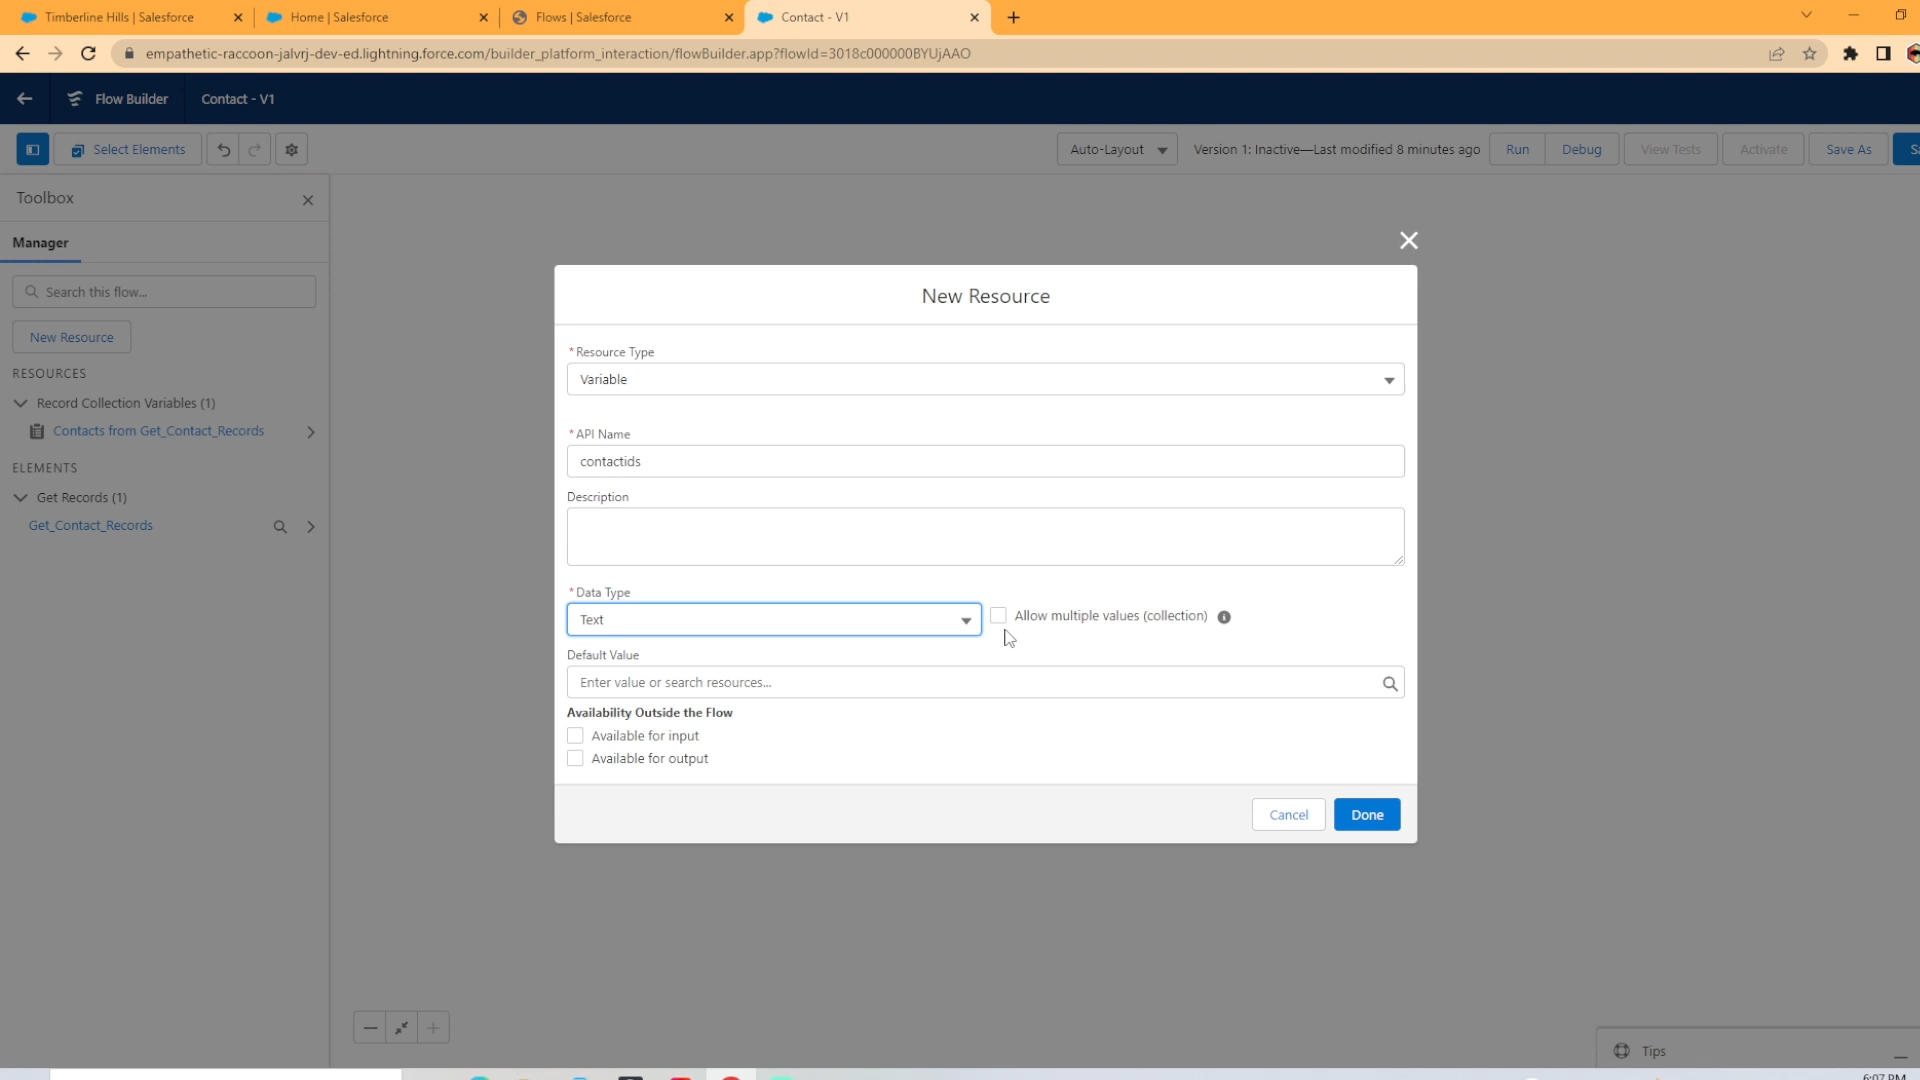 Timberline Hills | Salesforce
Home | Salesforce
Flows | Salesforce
Contact - V1
empathetic-raccoon-jalvrj-dev-ed.lightning.force.com/builder_platform_interaction/flowBuilder.app?flowId=3018c000000BYUjAAO
Flow Builder
Contact - V1
Select Elements
Auto-Layout
Version 1: Inactive—Last modified 8 minutes ago
Run
Debug
View Tests
Activate
Save As
Toolbox
Manager
Search this flow...
New Resource
RESOURCES
Record Collection Variables (1)
Contacts from Get_Contact_Records
ELEMENTS
Get Records (1)
Get_Contact_Records
New Resource
* Resource Type
Variable
* API Name
contactids
Description
* Data Type
Text
Allow multiple values (collection)
Default Value
Enter value or search resources...
Availability Outside the Flow
Available for input
Available for output
Cancel
Done
Tips
6:07 PM